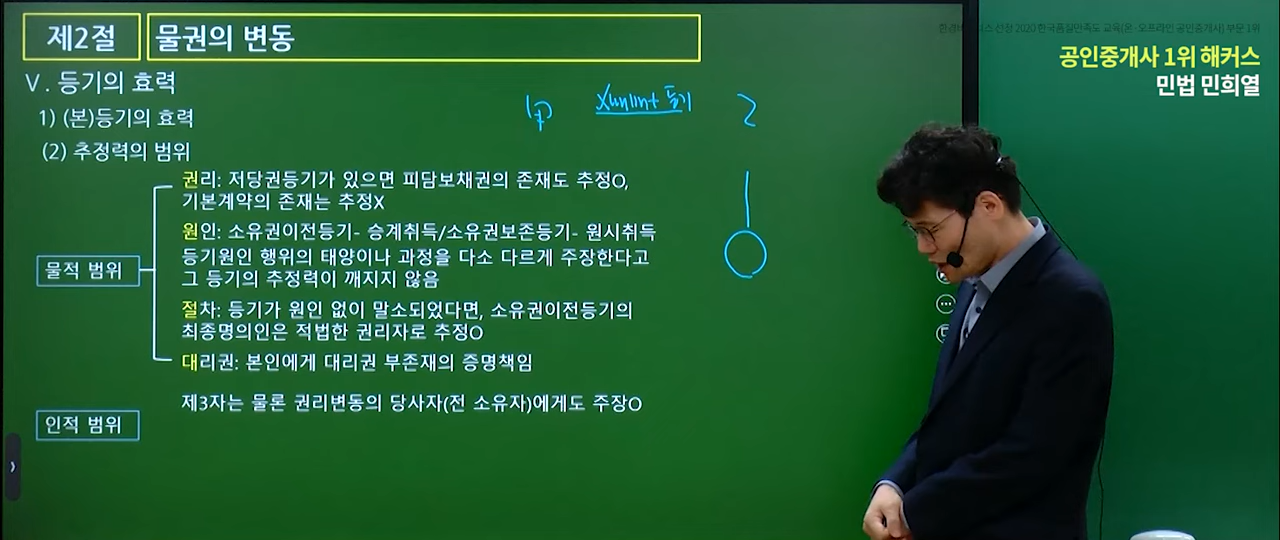 제2절 물권의 변동
공인중개사 1위 해커스
민법 민희열
Ⅴ. 등기의 효력
1) (본)등기의 효력
(2) 추정력의 범위
물적 범위
권리: 저당권등기가 있으면 피담보채권의 존재도 추정O,
기본계약의 존재는 추정X
원인: 소유권이전등기- 승계취득/소유권보존등기- 원시취득
등기원인 행위의 태양이나 과정을 다소 다르게 주장한다고
그 등기의 추정력이 깨지지 않음
절차: 등기가 원인 없이 말소되었다면, 소유권이전등기의
최종명의인은 적법한 권리자로 추정O
대리권: 본인에게 대리권 부존재의 증명책임
인적 범위
제3자는 물론 권리변동의 당사자(전 소유자)에게도 주장O